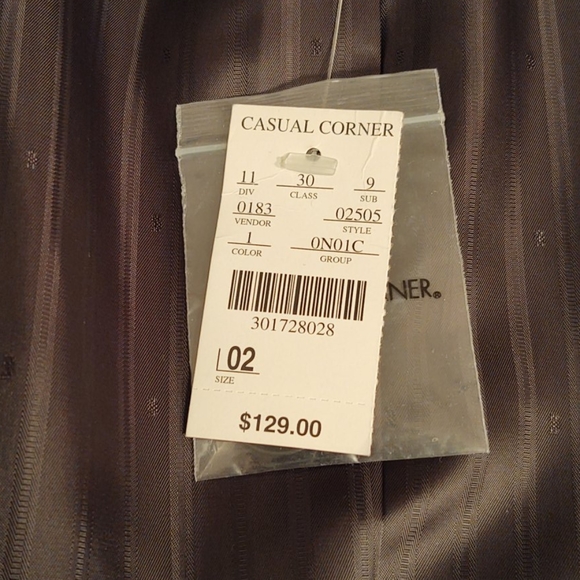 CASUAL CORNER
11 30 9
DIV CLASS SUB
0183 02505
VENDOR STYLE
1 0N01C
COLOR GROUP
NER®
301728028
02
SIZE
$129.00